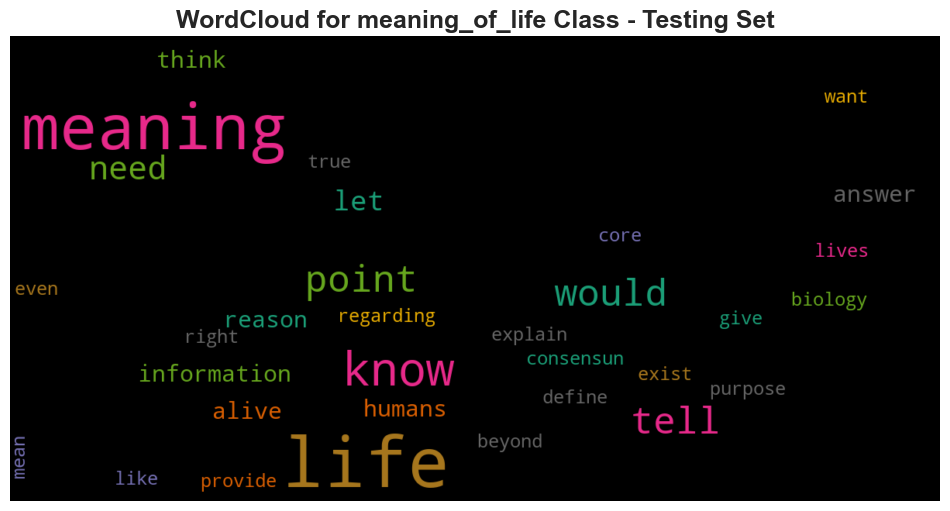 WordCloud for meaning_of_life Class - Testing Set
think
want
meaning
true
need
answer
let
core
lives
point
even
would
biology
regarding
give
reason
right
explain
consensun
know
information
exist
purpose
define
alive
humans
tell
beyond
life
mean
like
provide